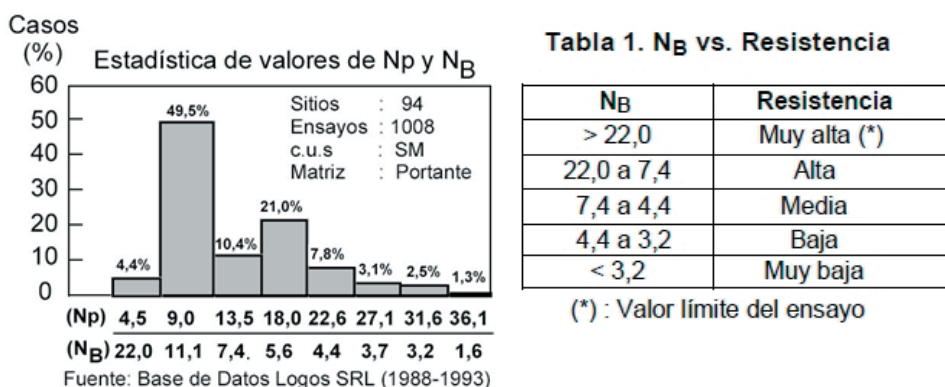 Casos
(%)
Estadística de valores de Np y NB
60
50
40
30
20
10
0
4,4%
49,5%
10,4%
21,0%
7,8%
3,1%
2,5%
1,3%
Sitios : 94
Ensayos : 1008
c.u.s : SM
Matriz : Portante
(Np) 4,5 9,0 13,5 18,0 22,6 27,1 31,6 36,1
(NB) 22,0 11,1 7,4. 5,6 4,4 3,7 3,2 1,6
Fuente: Base de Datos Logos SRL (1988-1993)
Tabla 1. NB vs. Resistencia
NB Resistencia
> 22,0 Muy alta (*)
22,0 a 7,4 Alta
7,4 a 4,4 Media
4,4 a 3,2 Baja
< 3,2 Muy baja
(*) : Valor límite del ensayo